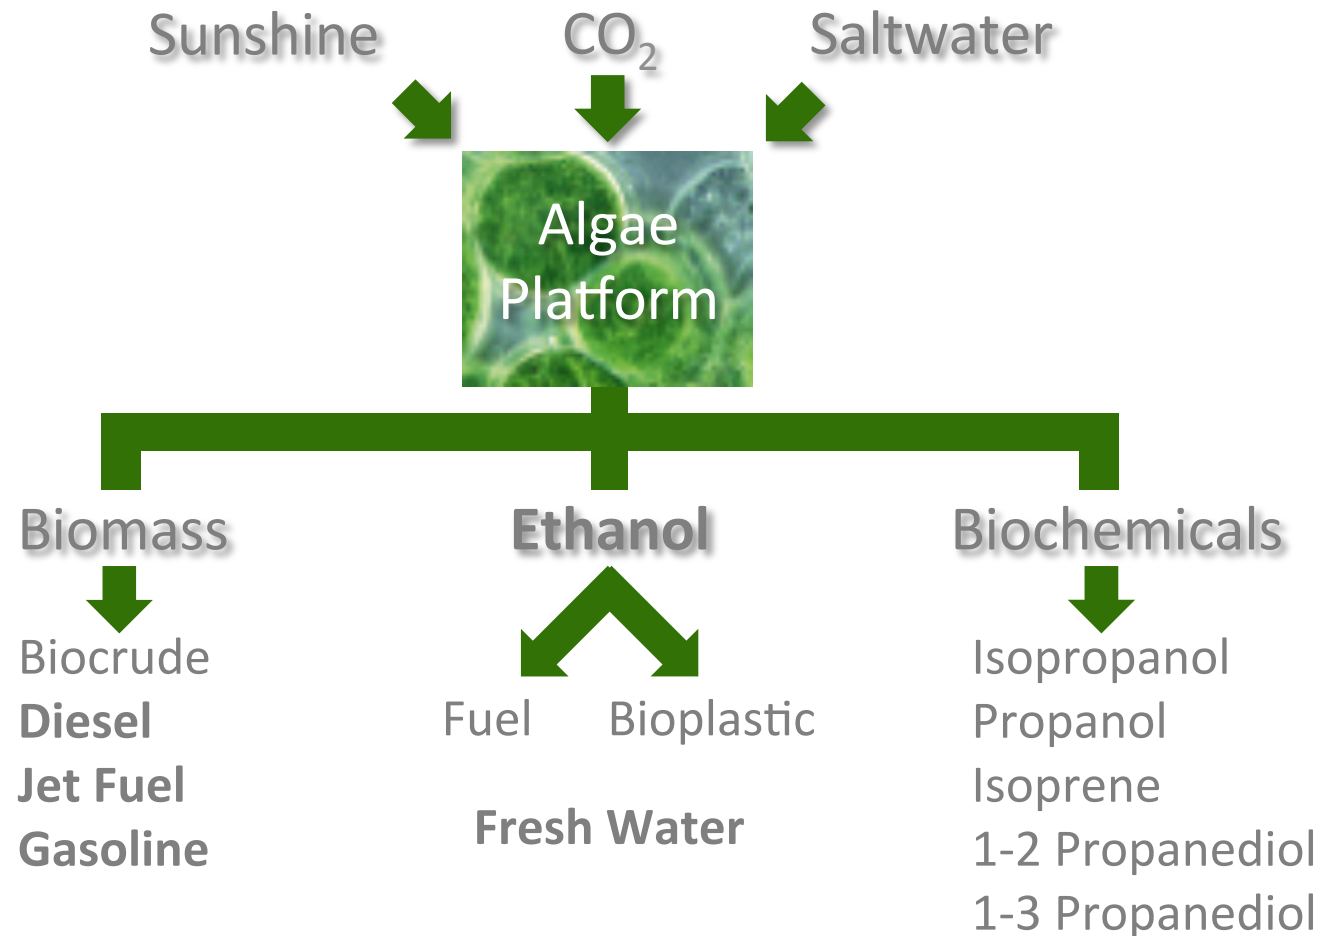 Sunshine
CO₂
Saltwater
Algae
Platform
Biomass
Ethanol
Biochemicals
Biocrude
Diesel
Jet Fuel
Gasoline
Fuel
Bioplastic
Fresh Water
Isopropanol
Propanol
Isoprene
1-2 Propanediol
1-3 Propanediol